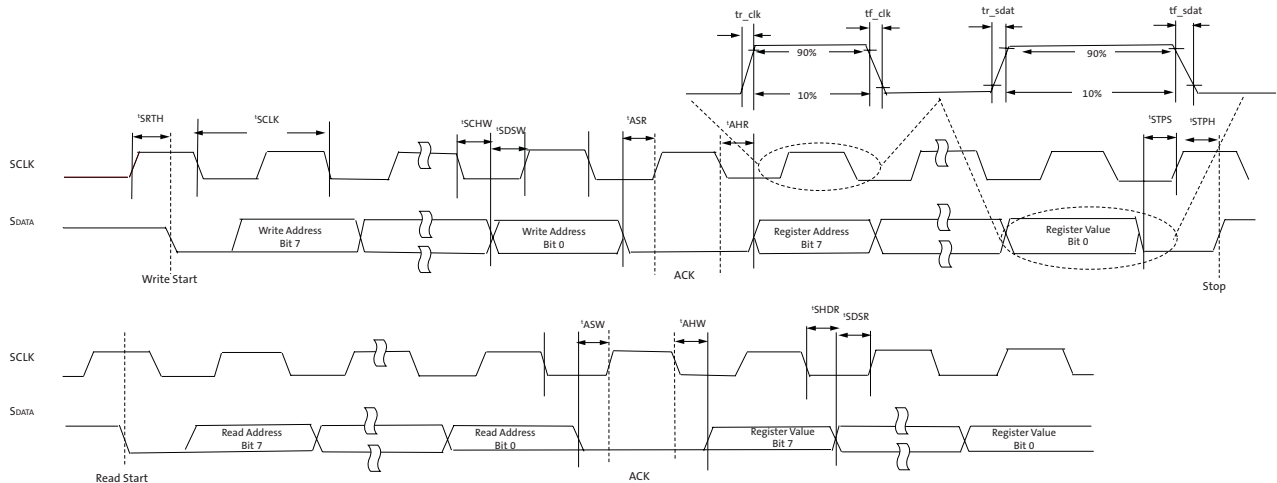 tr_clk
tf_clk
tr_sdat
tf_sdat
90%
90%
10%
10%
tSRTH
tSCLK
tSCHW
tSDSW
tASR
tAHR
tSTPS
tSTPH
SCLK
SDATA
Write Address
Bit 7
Write Address
Bit 0
Register Address
Bit 7
Register Value
Bit 0
Write Start
ACK
Stop
tASW
tAHW
tSHDR
tSDSR
SCLK
SDATA
Read Address
Bit 7
Read Address
Bit 0
Register Value
Bit 7
Register Value
Bit 0
Read Start
ACK